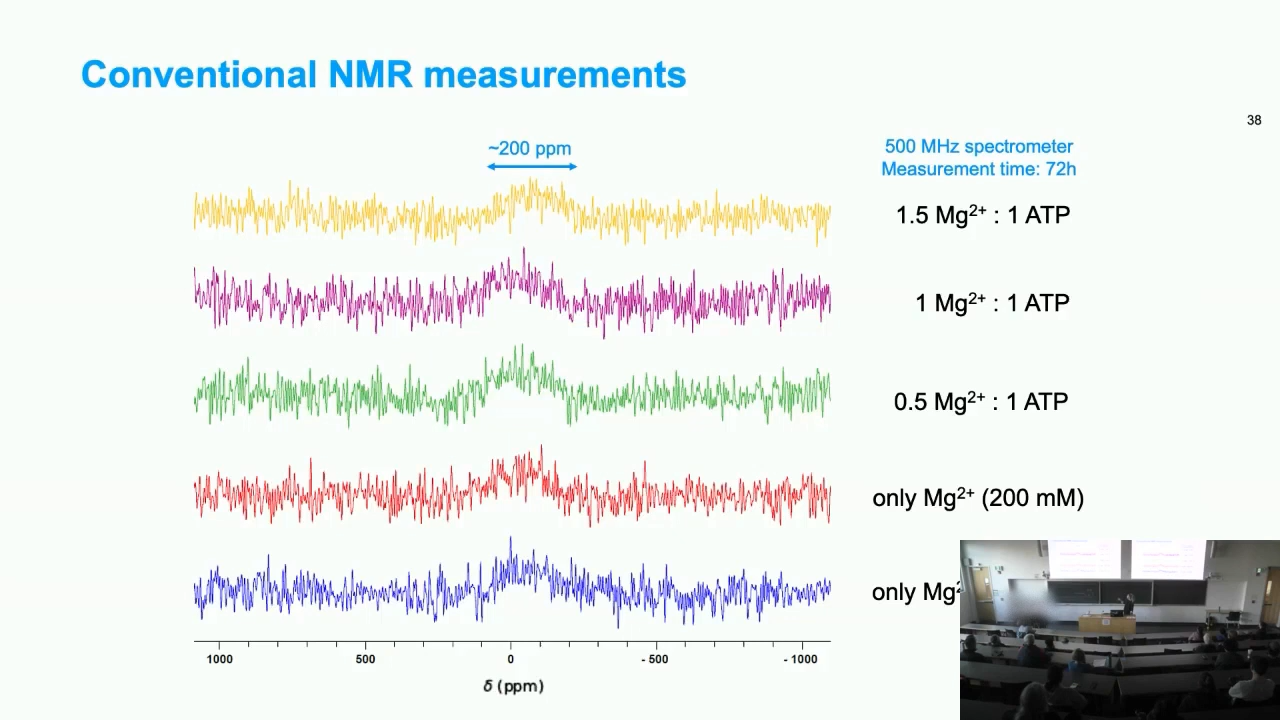 Conventional NMR measurements
38
~200 ppm
500 MHz spectrometer
Measurement time: 72h
1.5 Mg²⁺ : 1 ATP
1 Mg²⁺ : 1 ATP
0.5 Mg²⁺ : 1 ATP
only Mg²⁺ (200 mM)
only
1000 500 0 - 500 - 1000
δ (ppm)